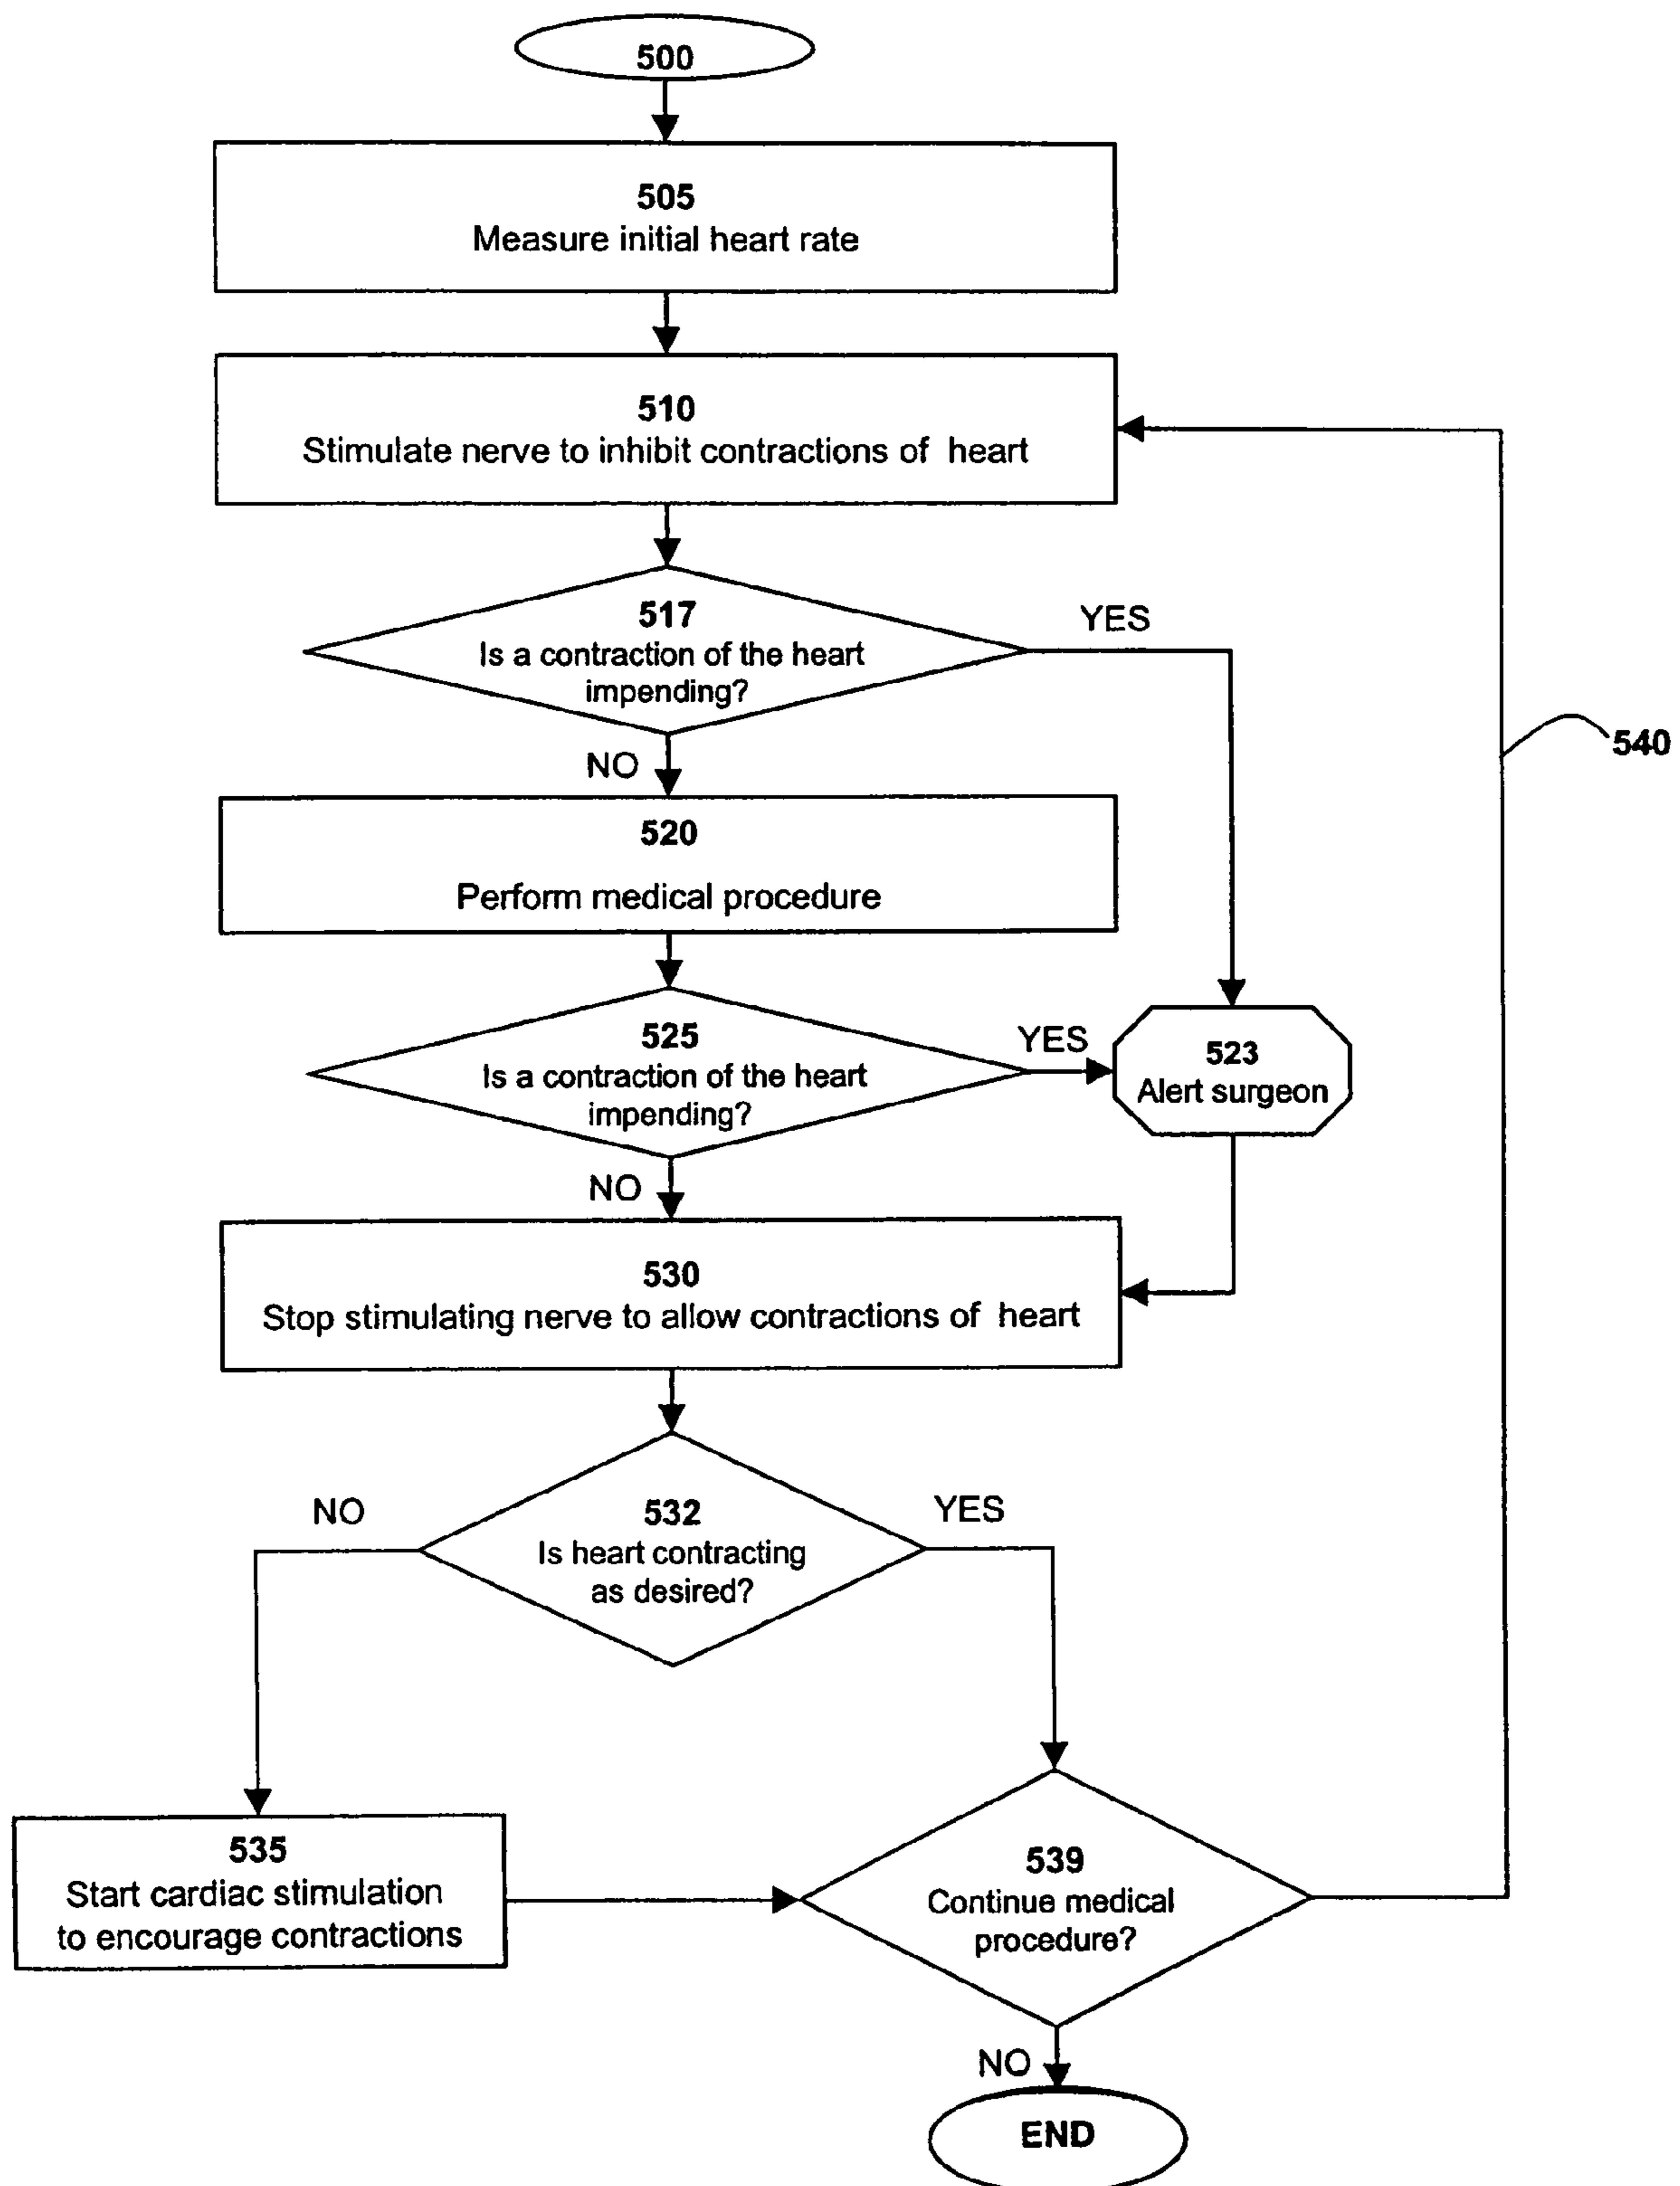 500
505
Measure initial heart rate
510
Stimulate nerve to inhibit contractions of heart
517
Is a contraction of the heart
impending?
YES
540
NO
520
Perform medical procedure
525
Is a contraction of the heart
impending?
YES
523
Alert surgeon
NO
530
Stop stimulating nerve to allow contractions of heart
NO
532
Is heart contracting
as desired?
YES
535
Start cardiac stimulation
to encourage contractions
539
Continue medical
procedure?
NO
END